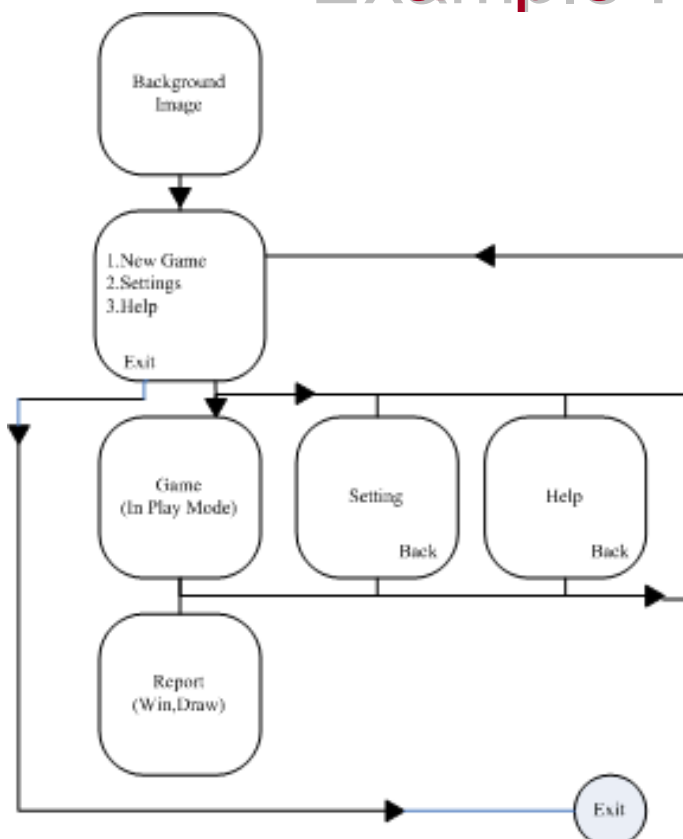 Background
Image
1.New Game
2.Settings
3.Help
Exit
Game
(In Play Mode)
Setting
Back
Help
Back
Report
(Win,Draw)
Exit